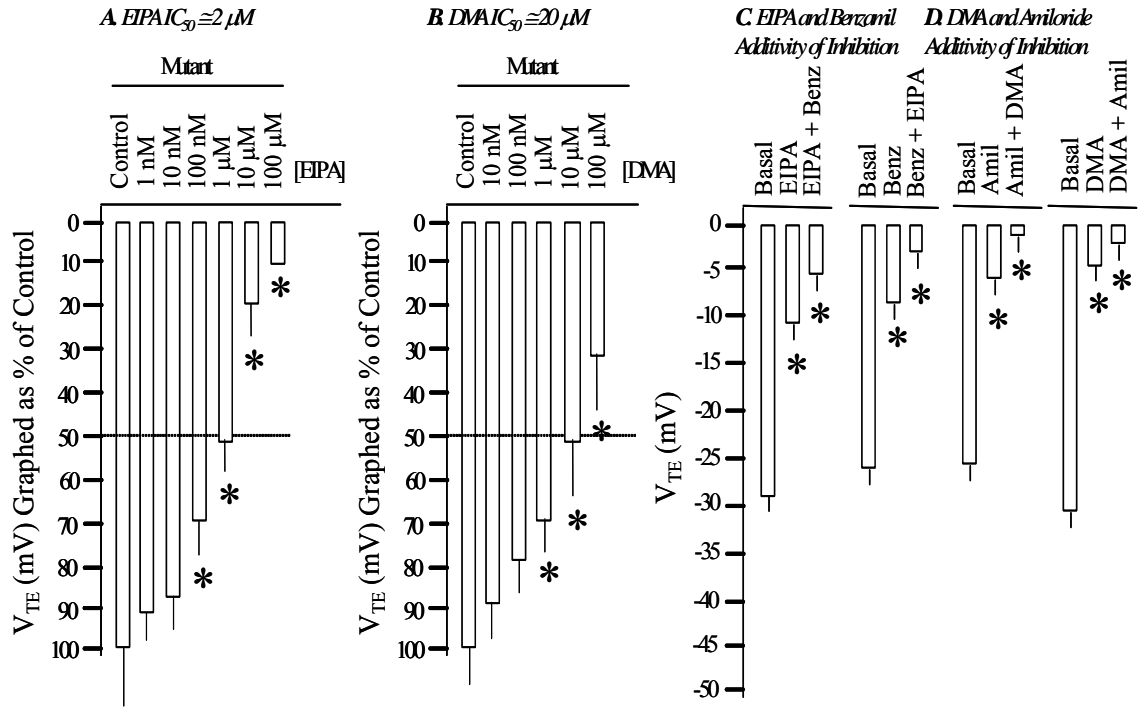 A. EIPA IC50 ≅ 2 μM
Mutant
Control
1 nM
10 nM
100 nM
1 μM
10 μM
100 μM
[EIPA]
VTE (mV) Graphed as % of Control
0
10
20
30
40
50
60
70
80
90
100
*
*
*
*
B. DMA IC50 ≅ 20 μM
Mutant
Control
10 nM
100 nM
1 μM
10 μM
100 μM
[DMA]
VTE (mV) Graphed as % of Control
0
10
20
30
40
50
60
70
80
90
100
*
*
*
C. EIPA and Benzamil
Additivity of Inhibition
Basal
EIPA
EIPA + Benz
Basal
Benz
Benz + EIPA
D. DMA and Amiloride
Additivity of Inhibition
Basal
Amil
Amil + DMA
Basal
DMA
DMA + Amil
VTE (mV)
0
-5
-10
-15
-20
-25
-30
-35
-40
-45
-50
*
*
*
*
*
*
*
*